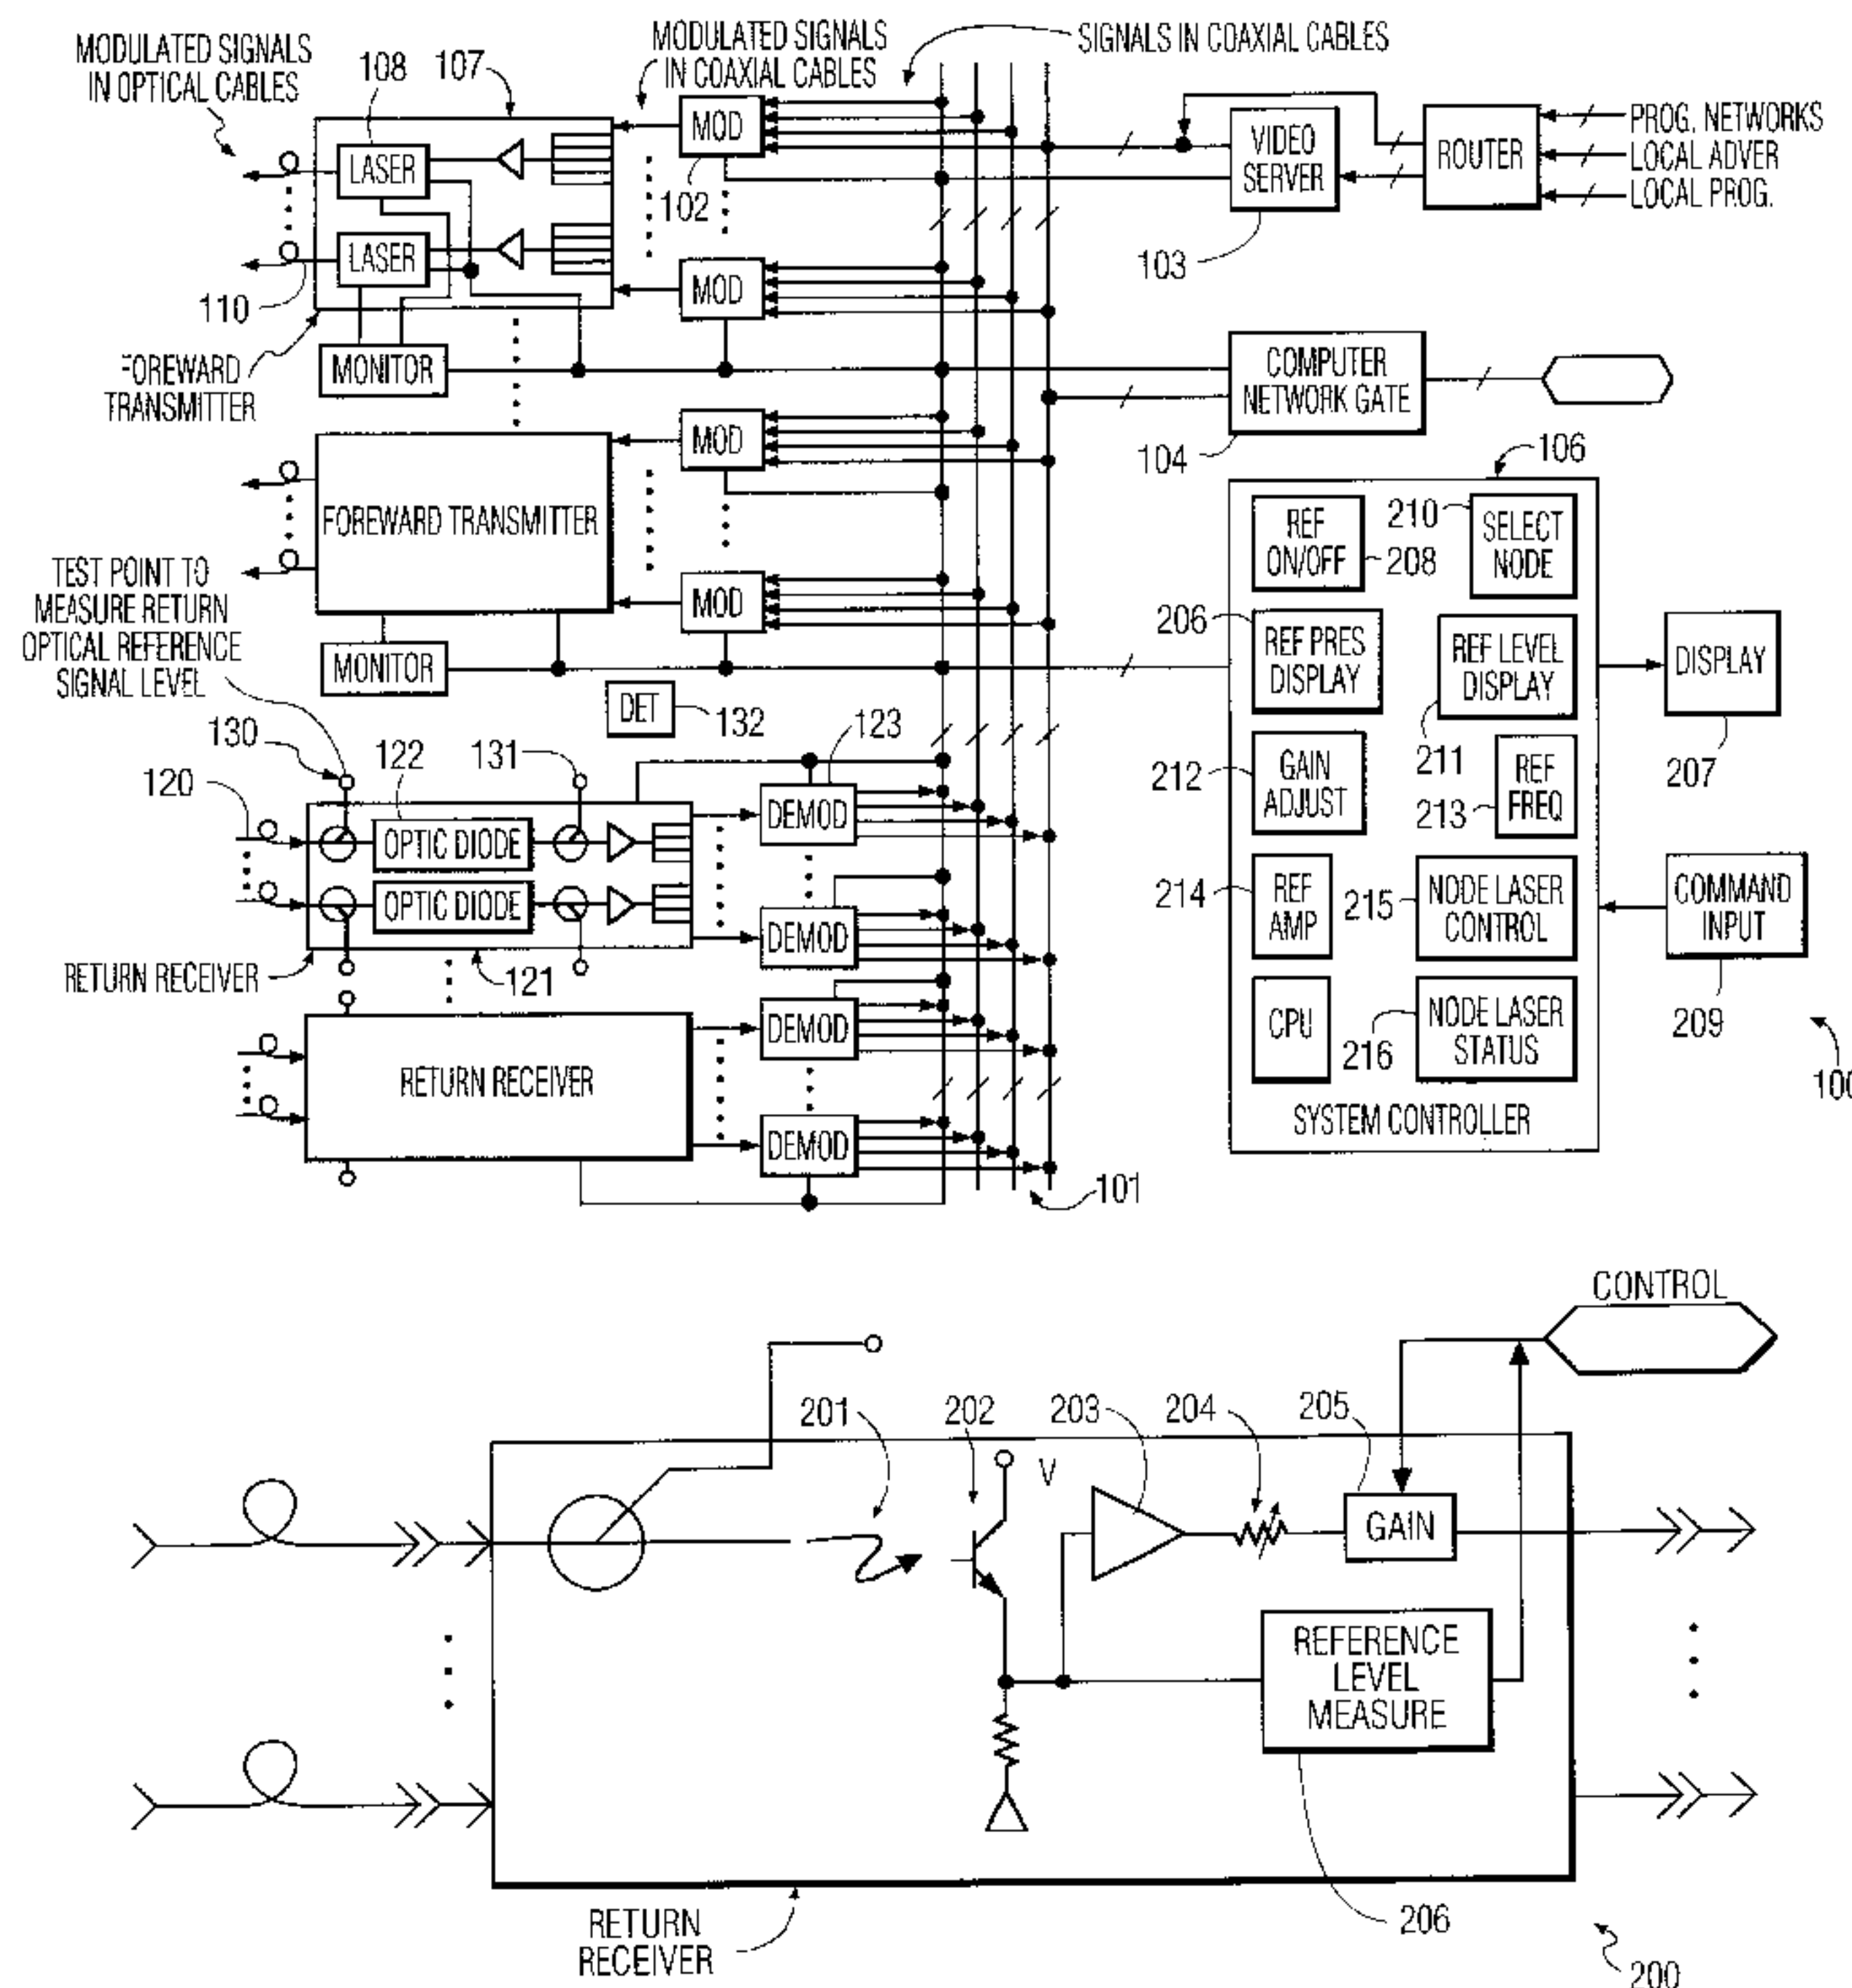 MODULATED SIGNALS
IN OPTICAL CABLES
108
107
MODULATED SIGNALS
IN COAXIAL CABLES
SIGNALS IN COAXIAL CABLES
LASER
MOD
102
VIDEO
SERVER
103
ROUTER
PROG. NETWORKS
LOCAL ADVER
LOCAL PROG.
LASER
110
MOD
FOREWARD
TRANSMITTER
MONITOR
COMPUTER
NETWORK GATE
104
MOD
FOREWARD TRANSMITTER
MOD
MONITOR
106
REF
ON/OFF
208
210
SELECT
NODE
206
REF PRES
DISPLAY
REF LEVEL
DISPLAY
211
DISPLAY
207
212
GAIN
ADJUST
213
REF
FREQ
214
REF
AMP
215
NODE LASER
CONTROL
COMMAND
INPUT
209
CPU
216
NODE LASER
STATUS
SYSTEM CONTROLLER
100
TEST POINT TO
MEASURE RETURN
OPTICAL REFERENCE
SIGNAL LEVEL
DET
132
130
122
131
123
120
OPTIC DIODE
DEMOD
OPTIC DIODE
DEMOD
RETURN RECEIVER
121
DEMOD
RETURN RECEIVER
DEMOD
101
CONTROL
201
202
203
204
205
V
GAIN
REFERENCE
LEVEL
MEASURE
206
RETURN
RECEIVER
200